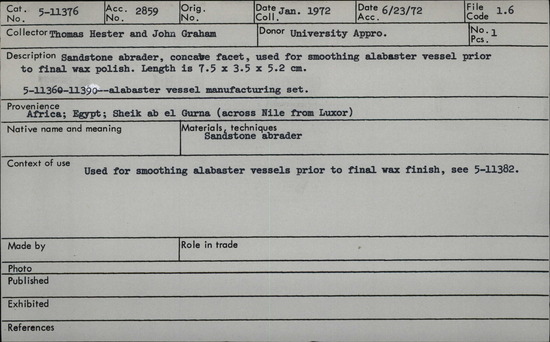 Cat. No. 5-11376 Acc. No. 2859 Orig. No. Date Coll. Jan. 1972 Date Acc. 6/23/72 File Code 1.6
Collector Thomas Hester and John Graham Donor University Appro. No. Pcs. 1
Description Sandstone abrader, concave facet, used for smoothing alabaster vessel prior
to final wax polish. Length is 7.5 x 3.5 x 5.2 cm.
5-11360-11390--alabaster vessel manufacturing set.
Provenience
Africa; Egypt; Sheik ab el Gurna (across Nile from Luxor)
Native name and meaning Materials, techniques
Sandstone abrader
Context of use
Used for smoothing alabaster vessels prior to final wax finish, see 5-11382.
Made by Role in trade
Photo
Published
Exhibited
References